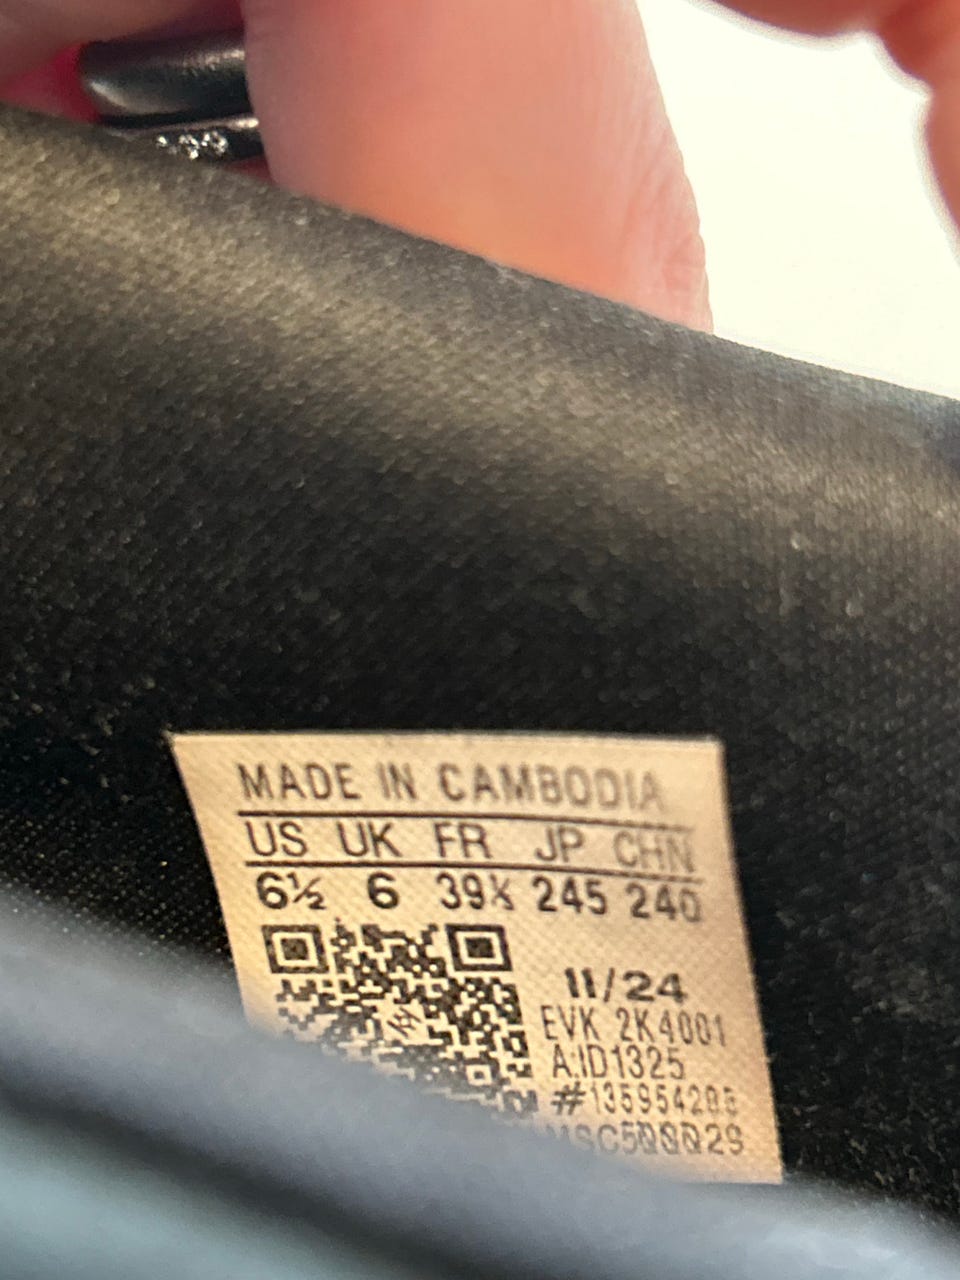 MADE IN CAMBODIA
US UK FR JP CHN
6½ 6 39⅓ 245 240
11/24
EVK 2K4001
A:ID1325